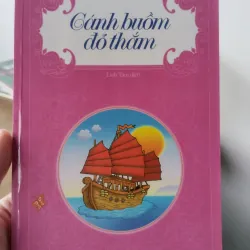 Cánh buồm
đỏ thắm